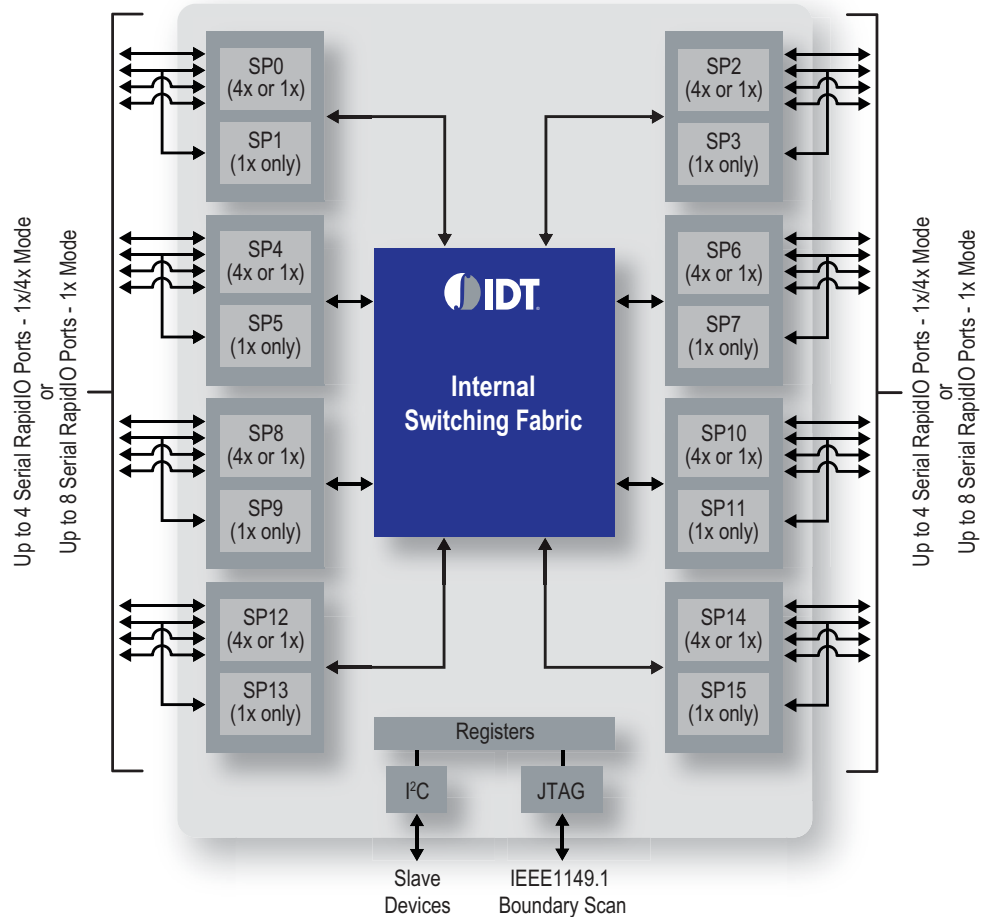 SP0
(4x or 1x)
SP1
(1x only)
SP2
(4x or 1x)
SP3
(1x only)
SP4
(4x or 1x)
SP5
(1x only)
SP6
(4x or 1x)
SP7
(1x only)
SP8
(4x or 1x)
SP9
(1x only)
SP10
(4x or 1x)
SP11
(1x only)
SP12
(4x or 1x)
SP13
(1x only)
SP14
(4x or 1x)
SP15
(1x only)
IDT
Internal
Switching Fabric
Up to 4 Serial RapidIO Ports - 1x/4x Mode
or
Up to 8 Serial RapidIO Ports - 1x Mode
Up to 4 Serial RapidIO Ports - 1x/4x Mode
or
Up to 8 Serial RapidIO Ports - 1x Mode
Registers
I²C
JTAG
Slave
Devices
IEEE1149.1
Boundary Scan